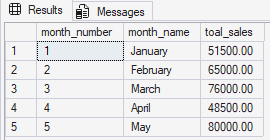 Results Messages
month_number month_name toal_sales
1 1 January 51500.00
2 2 February 65000.00
3 3 March 76000.00
4 4 April 48500.00
5 5 May 80000.00